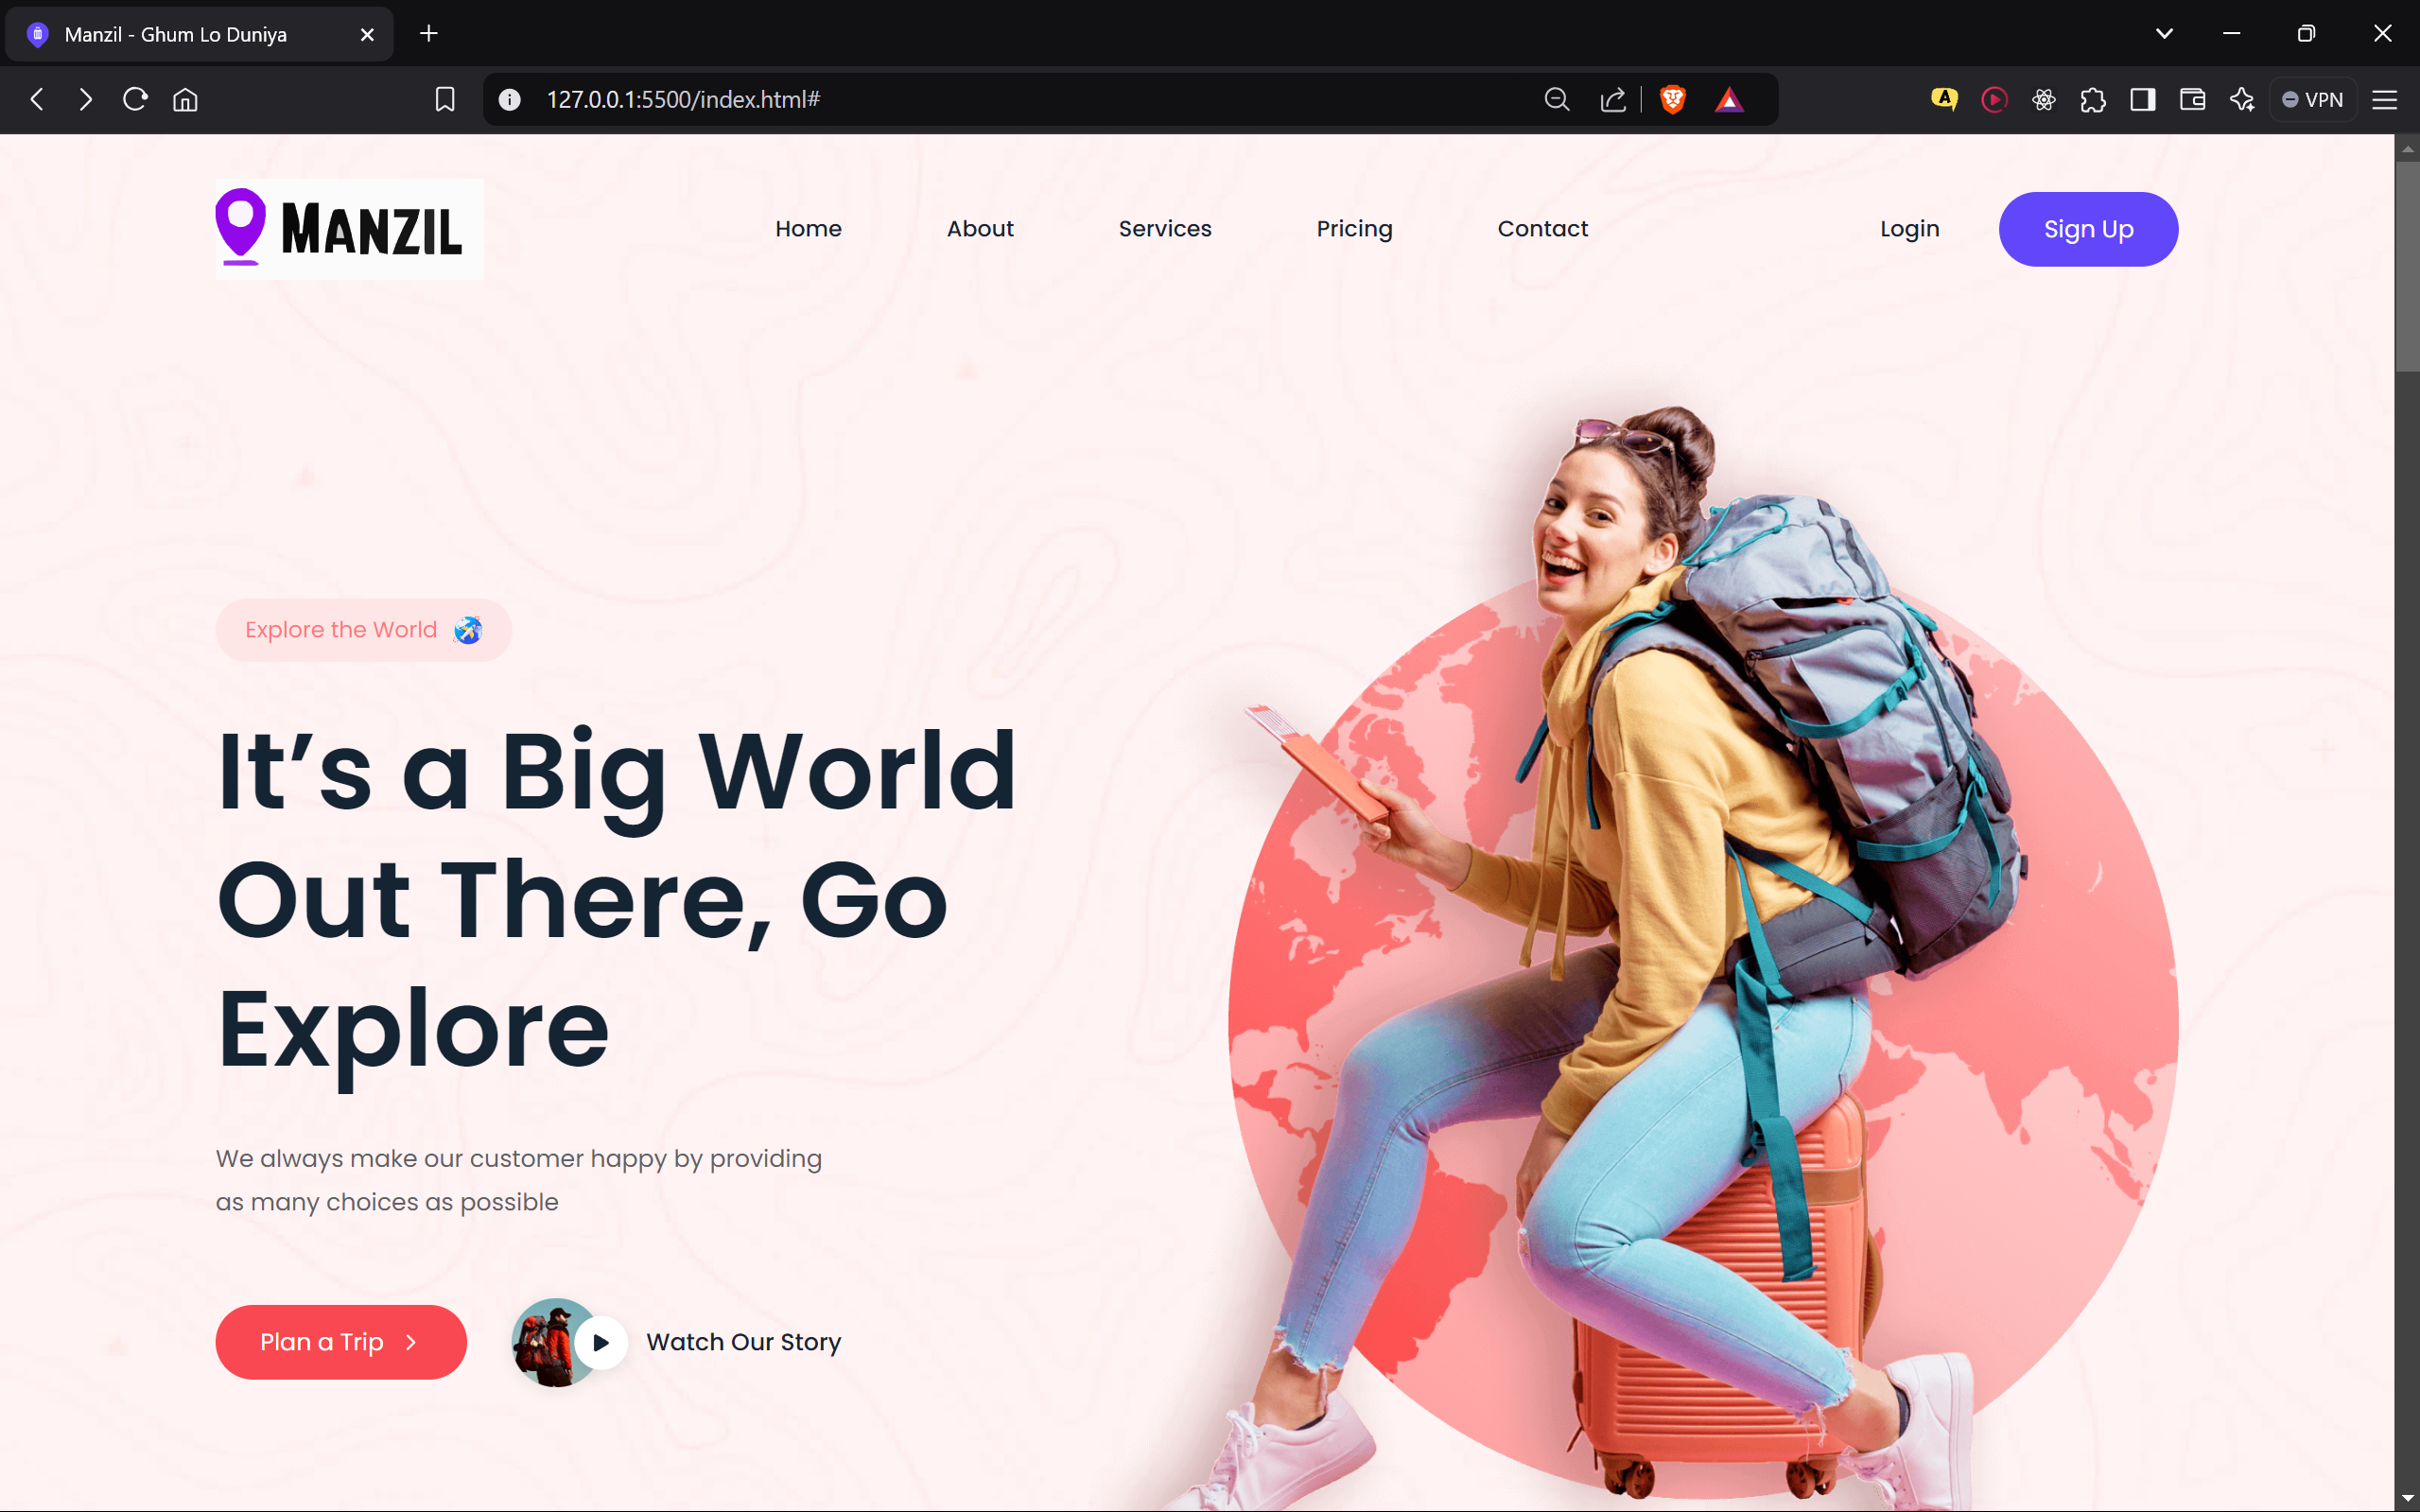 Manzil - Ghum Lo Duniya
127.0.0.1:5500/index.html#
VPN
MANZIL
Home
About
Services
Pricing
Contact
Login
Sign Up
Explore the World
It’s a Big World
Out There, Go
Explore
We always make our customer happy by providing
as many choices as possible
Plan a Trip
Watch Our Story